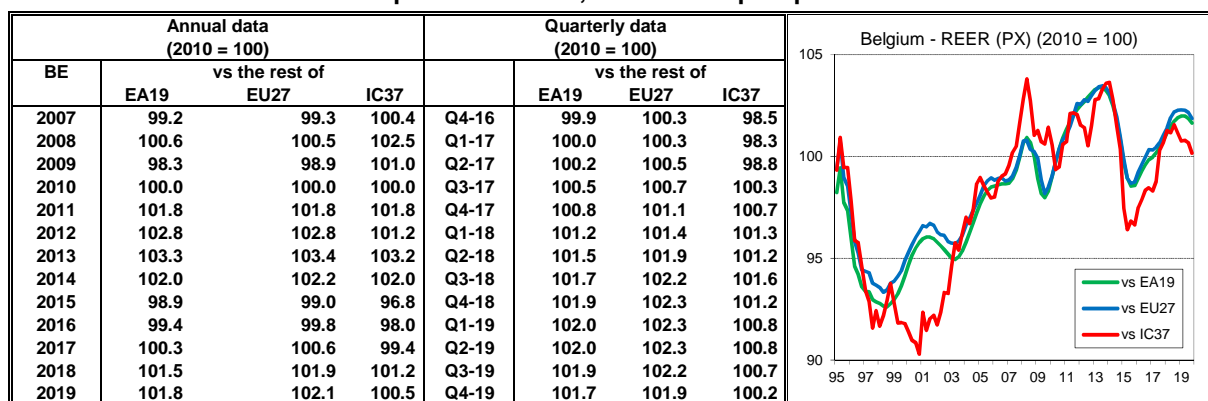 Annual data Quarterly data
(2010 = 100) (2010 = 100)
BE vs the rest of vs the rest of
EA19 EU27 IC37 EA19 EU27 IC37
2007 99.2 99.3 100.4 Q4-16 99.9 100.3 98.5
2008 100.6 100.5 102.5 Q1-17 100.0 100.3 98.3
2009 98.3 98.9 101.0 Q2-17 100.2 100.5 98.8
2010 100.0 100.0 100.0 Q3-17 100.5 100.7 100.3
2011 101.8 101.8 101.8 Q4-17 100.8 101.1 100.7
2012 102.8 102.8 101.2 Q1-18 101.2 101.4 101.3
2013 103.3 103.4 103.2 Q2-18 101.5 101.9 101.2
2014 102.0 102.2 102.0 Q3-18 101.7 102.2 101.6
2015 98.9 99.0 96.8 Q4-18 101.9 102.3 101.2
2016 99.4 99.8 98.0 Q1-19 102.0 102.3 100.8
2017 100.3 100.6 99.4 Q2-19 102.0 102.3 100.8
2018 101.5 101.9 101.2 Q3-19 101.9 102.2 100.7
2019 101.8 102.1 100.5 Q4-19 101.7 101.9 100.2
Belgium - REER (PX) (2010 = 100)
105
100
95
90
vs EA19
vs EU27
vs IC37
95 97 99 01 03 05 07 09 11 13 15 17 19